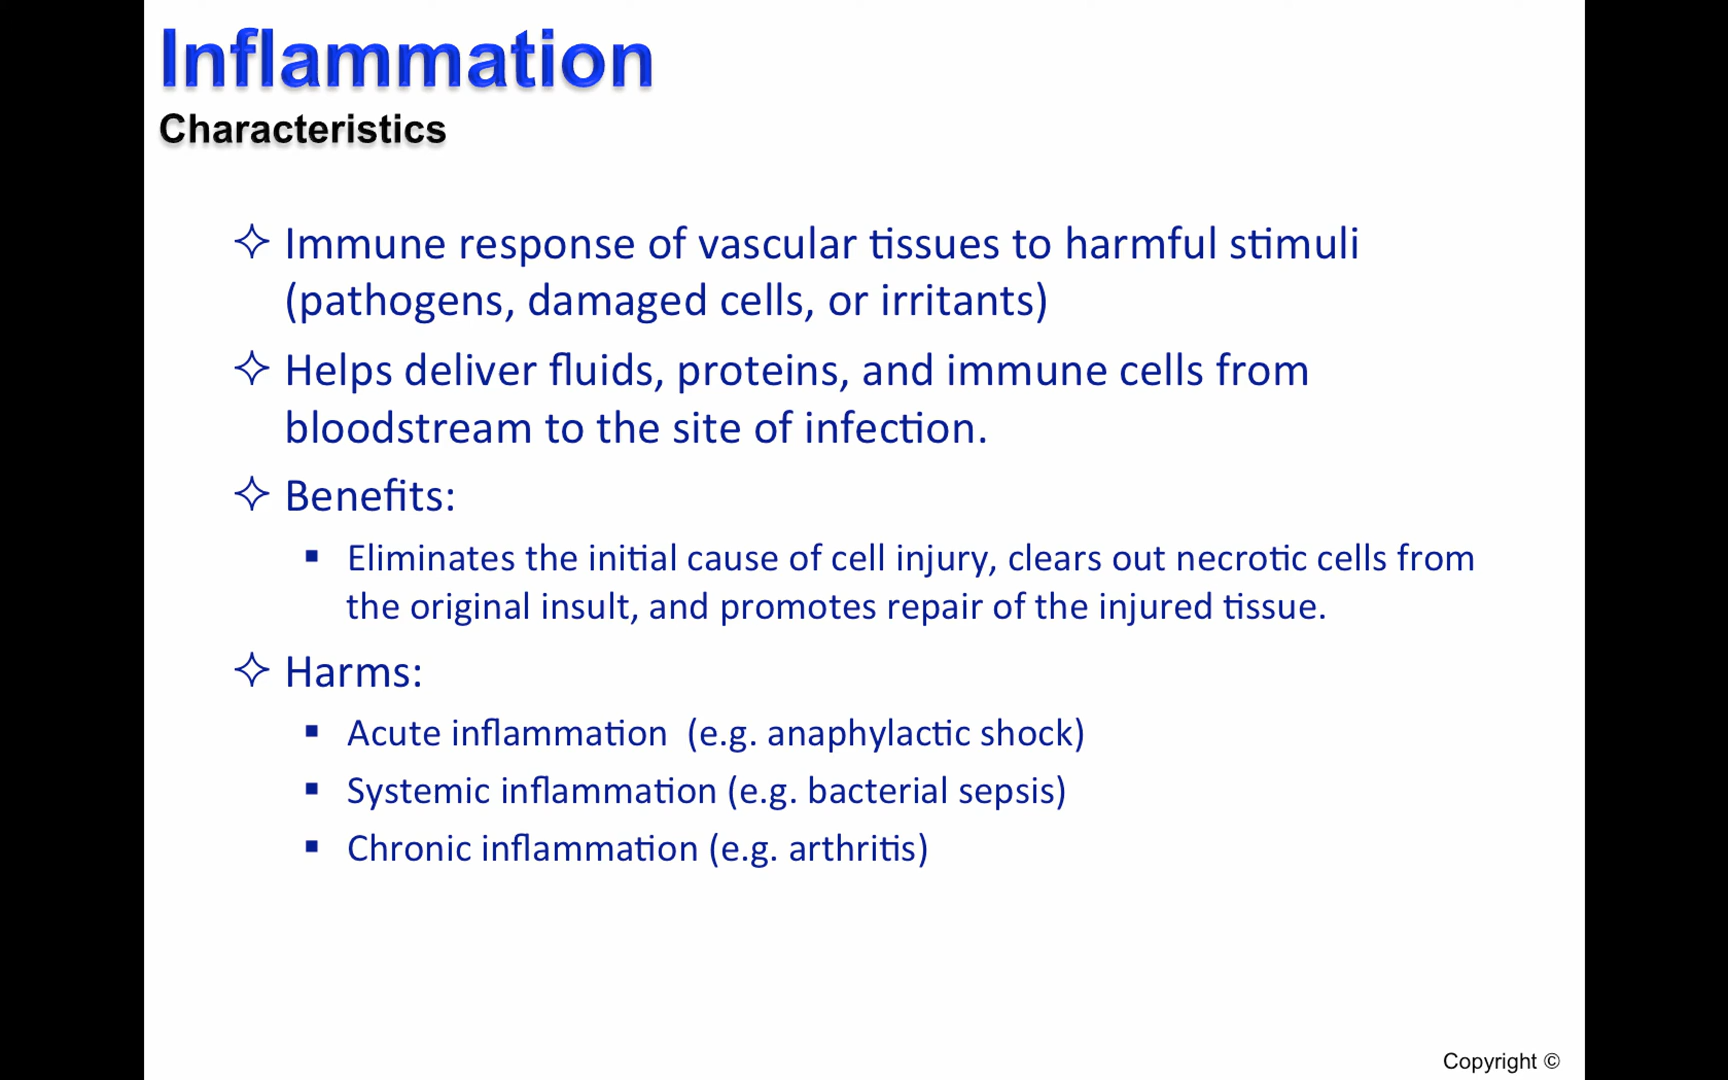 Inflammation
Characteristics
Immune response of vascular tissues to harmful stimuli
(pathogens, damaged cells, or irritants)
Helps deliver fluids, proteins, and immune cells from
bloodstream to the site of infection.
Benefits:
Eliminates the initial cause of cell injury, clears out necrotic cells from
the original insult, and promotes repair of the injured tissue.
Harms:
Acute inflammation  (e.g. anaphylactic shock)
Systemic inflammation (e.g. bacterial sepsis)
Chronic inflammation (e.g. arthritis)
Copyright ©